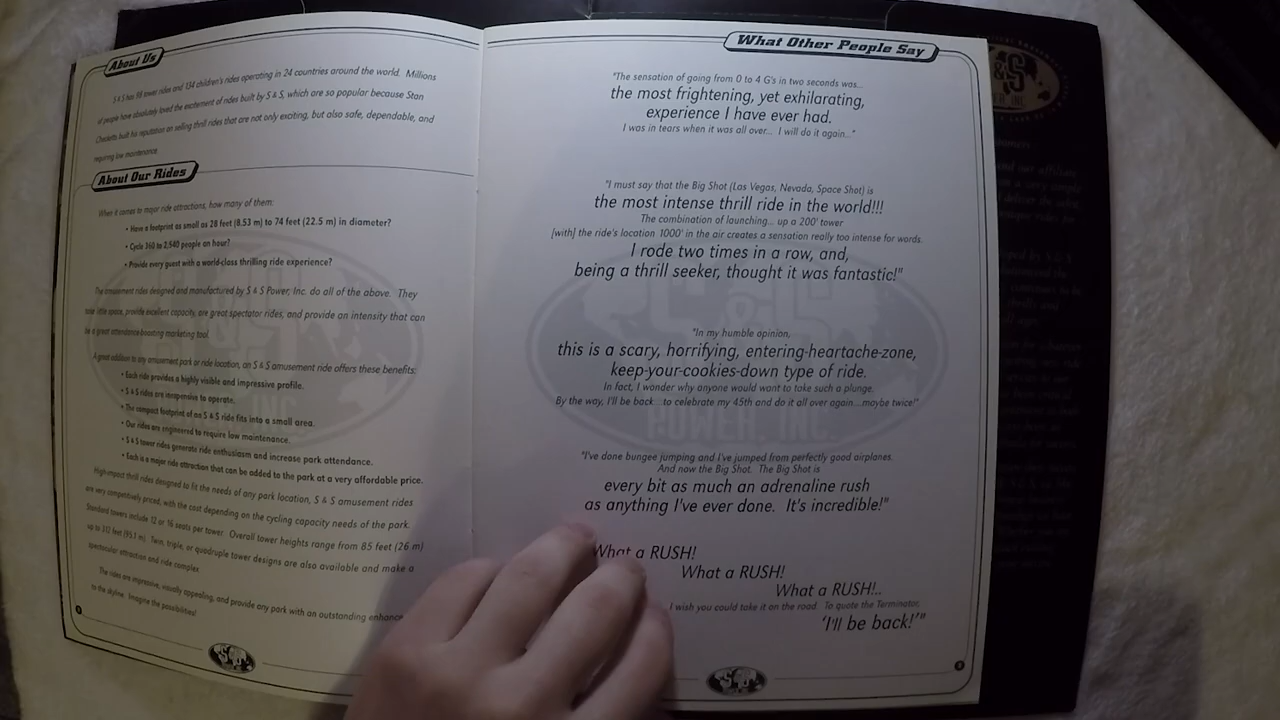 About Us
S & S has 98 tower rides and 134 children's rides operating in 24 countries around the world. Millions
of people have absolutely loved the excitement of rides built by S & S, which are so popular because Stan
Checketts built his reputation on selling thrill rides that are not only exciting, but also safe, dependable, and
requiring low maintenance.
About Our Rides
When it comes to major ride attractions, how many of them:
• Have a footprint as small as 28 feet (8.53 m) to 74 feet (22.5 m) in diameter?
• Cycle 360 to 2,540 people an hour?
• Provide every guest with a world-class thrilling ride experience?
The amusement rides designed and manufactured by S & S Power, Inc. do all of the above. They
use little space, provide excellent capacity, are great spectator rides, and provide an intensity that can
be a great attendance-boosting marketing tool.
A great addition to any amusement park or ride location, an S & S amusement ride offers these benefits:
• Each ride provides a highly visible and impressive profile.
• S & S rides are inexpensive to operate.
• The compact footprint of an S & S ride fits into a small area.
• Our rides are engineered to require low maintenance.
• S & S tower rides generate ride enthusiasm and increase park attendance.
• Each is a major ride attraction that can be added to the park at a very affordable price.
High-impact thrill rides designed to fit the needs of any park location, S & S amusement rides
are very competitively priced, with the cost depending on the cycling capacity needs of the park.
Standard towers include 12 or 16 seats per tower. Overall tower heights range from 85 feet (26 m)
up to 312 feet (95.1 m). Twin, triple, or quadruple tower designs are also available and make a
spectacular attraction and ride complex.
The rides are impressive, visually appealing, and provide any park with an outstanding enhance
to the skyline. Imagine the possibilities!
S&S
What Other People Say
"The sensation of going from 0 to 4 G's in two seconds was...
the most frightening, yet exhilarating,
experience I have ever had.
I was in tears when it was all over... I will do it again..."
"I must say that the Big Shot (Las Vegas, Nevada, Space Shot) is
the most intense thrill ride in the world!!!
The combination of launching... up a 200' tower
[with] the ride's location 1000' in the air creates a sensation really too intense for words.
I rode two times in a row, and,
being a thrill seeker, thought it was fantastic!"
"In my humble opinion,
this is a scary, horrifying, entering-heartache-zone,
keep-your-cookies-down type of ride.
In fact, I wonder why anyone would want to take such a plunge.
By the way, I'll be back...to celebrate my 45th and do it all over again...maybe twice!"
"I've done bungee jumping and I've jumped from perfectly good airplanes.
And now the Big Shot. The Big Shot is
every bit as much an adrenaline rush
as anything I've ever done. It's incredible!"
What a RUSH!
What a RUSH!
What a RUSH!..
I wish you could take it on the road. To quote the Terminator,
'I'll be back!'"
S&S
POWER, INC
S&S